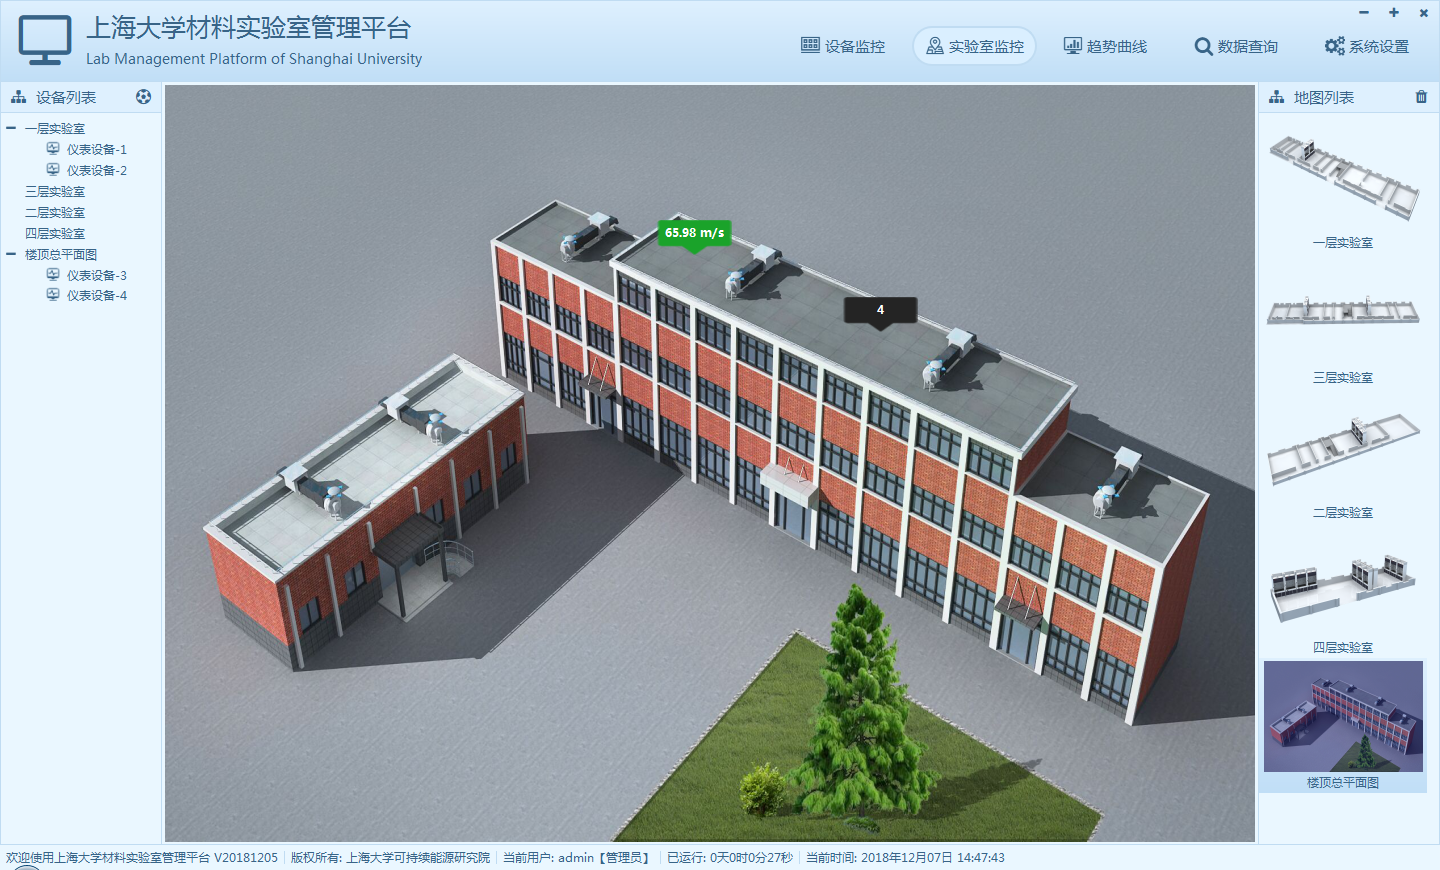 上海大学材料实验室管理平台
Lab Management Platform of Shanghai University
设备监控
实验室监控
趋势曲线
数据查询
系统设置
设备列表
一层实验室
仪表设备-1
仪表设备-2
三层实验室
二层实验室
四层实验室
楼顶总平面图
仪表设备-3
仪表设备-4
65.98 m/s
4
地图列表
一层实验室
三层实验室
二层实验室
四层实验室
楼顶总平面图
欢迎使用上海大学材料实验室管理平台 V20181205 版权所有: 上海大学可持续能源研究院 当前用户: admin【管理员】 已运行: 0天0时0分27秒 当前时间: 2018年12月07日 14:47:43